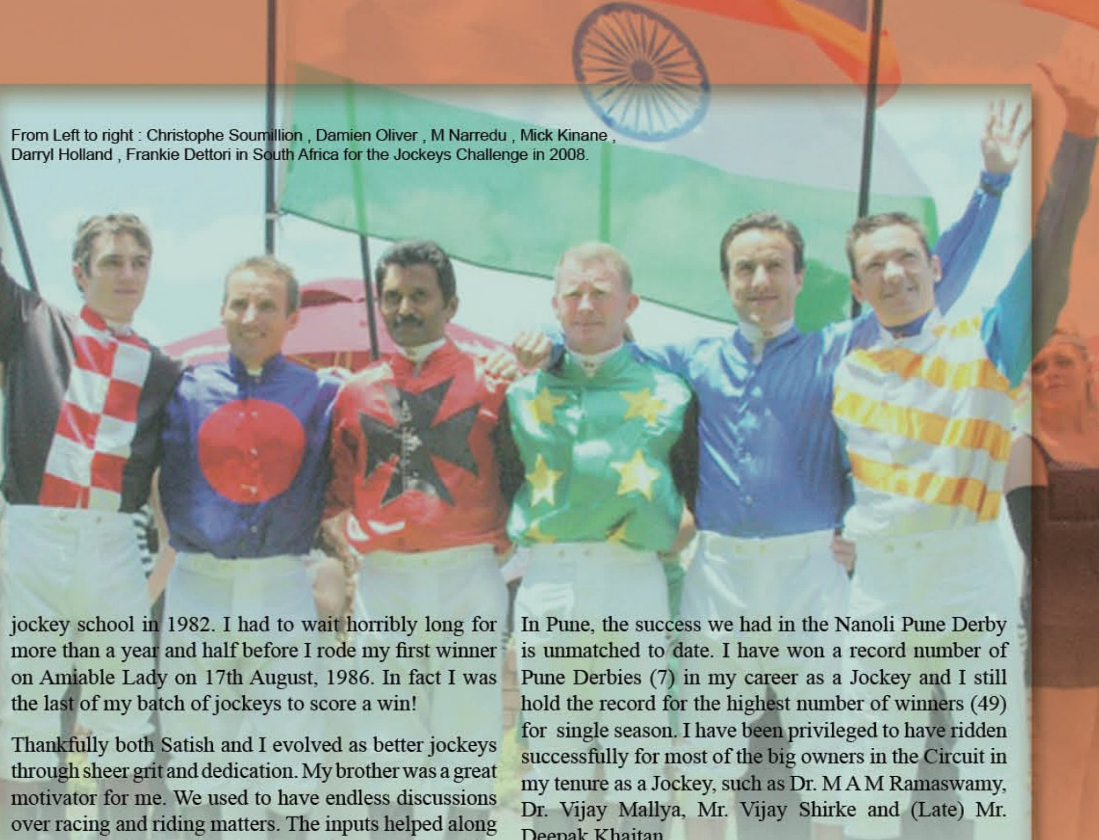 From Left to right : Christophe Soumillion , Damien Oliver , M Narredu , Mick Kinane ,
Darryl Holland , Frankie Dettori in South Africa for the Jockeys Challenge in 2008.
jockey school in 1982. I had to wait horribly long for
more than a year and half before I rode my first winner
on Amiable Lady on 17th August, 1986. In fact I was
the last of my batch of jockeys to score a win!
Thankfully both Satish and I evolved as better jockeys
through sheer grit and dedication. My brother was a great
motivator for me. We used to have endless discussions
over racing and riding matters. The inputs helped along
In Pune, the success we had in the Nanoli Pune Derby
is unmatched to date. I have won a record number of
Pune Derbies (7) in my career as a Jockey and I still
hold the record for the highest number of winners (49)
for single season. I have been privileged to have ridden
successfully for most of the big owners in the Circuit in
my tenure as a Jockey, such as Dr. M A M Ramaswamy,
Dr. Vijay Mallya, Mr. Vijay Shirke and (Late) Mr.
Deepak Khaitan